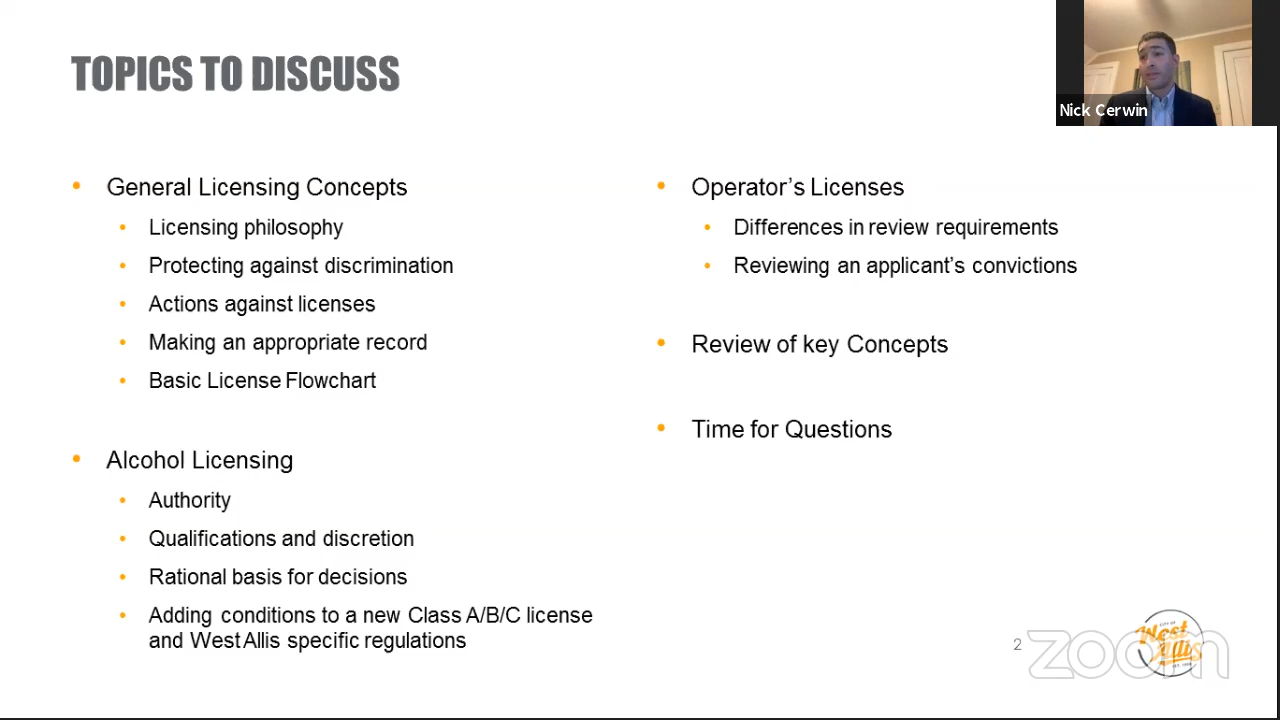 TOPICS TO DISCUSS
Nick Cerwin
General Licensing Concepts
Licensing philosophy
Protecting against discrimination
Actions against licenses
Making an appropriate record
Basic License Flowchart
Alcohol Licensing
Authority
Qualifications and discretion
Rational basis for decisions
Adding conditions to a new Class A/B/C license
and West Allis specific regulations
Operator's Licenses
Differences in review requirements
Reviewing an applicant's convictions
Review of key Concepts
Time for Questions
2
CITY OF
West
Allis
zoom